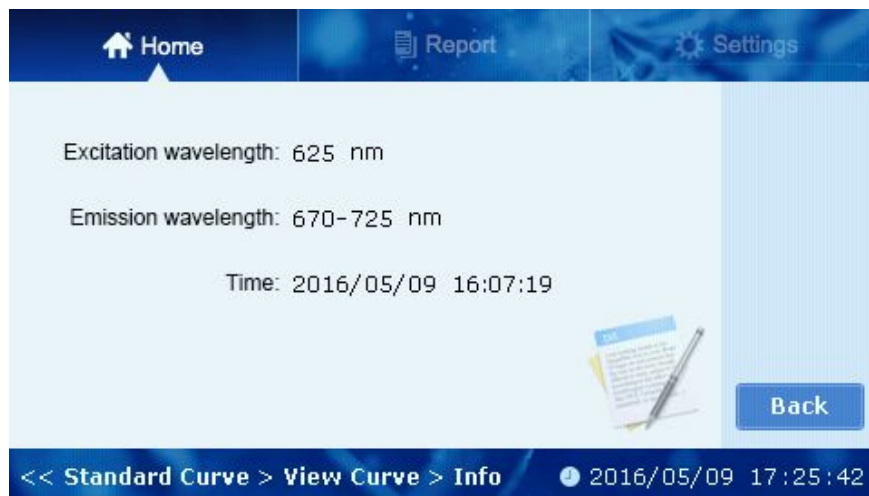 Home Report Settings
Excitation wavelength: 625 nm
Emission wavelength: 670-725 nm
Time: 2016/05/09 16:07:19
Back
<< Standard Curve > View Curve > Info 2016/05/09 17:25:42